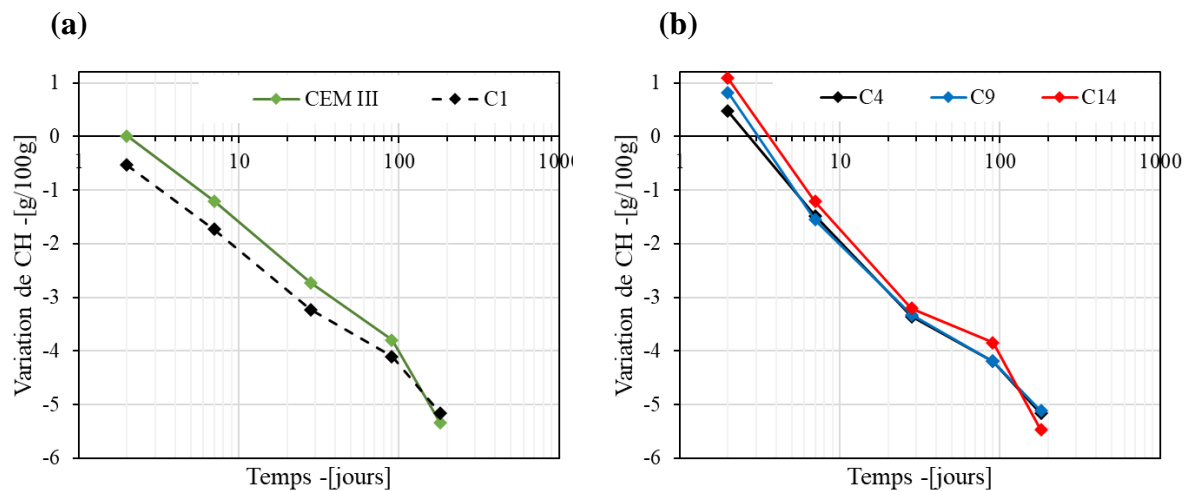 (a)
Variation de CH -[g/100g]
1
0
-1
-2
-3
-4
-5
-6
CEM III
C1
1
10
100
1000
Temps -[jours]
(b)
Variation de CH -[g/100g]
1
0
-1
-2
-3
-4
-5
-6
C4
C9
C14
1
10
100
1000
Temps -[jours]